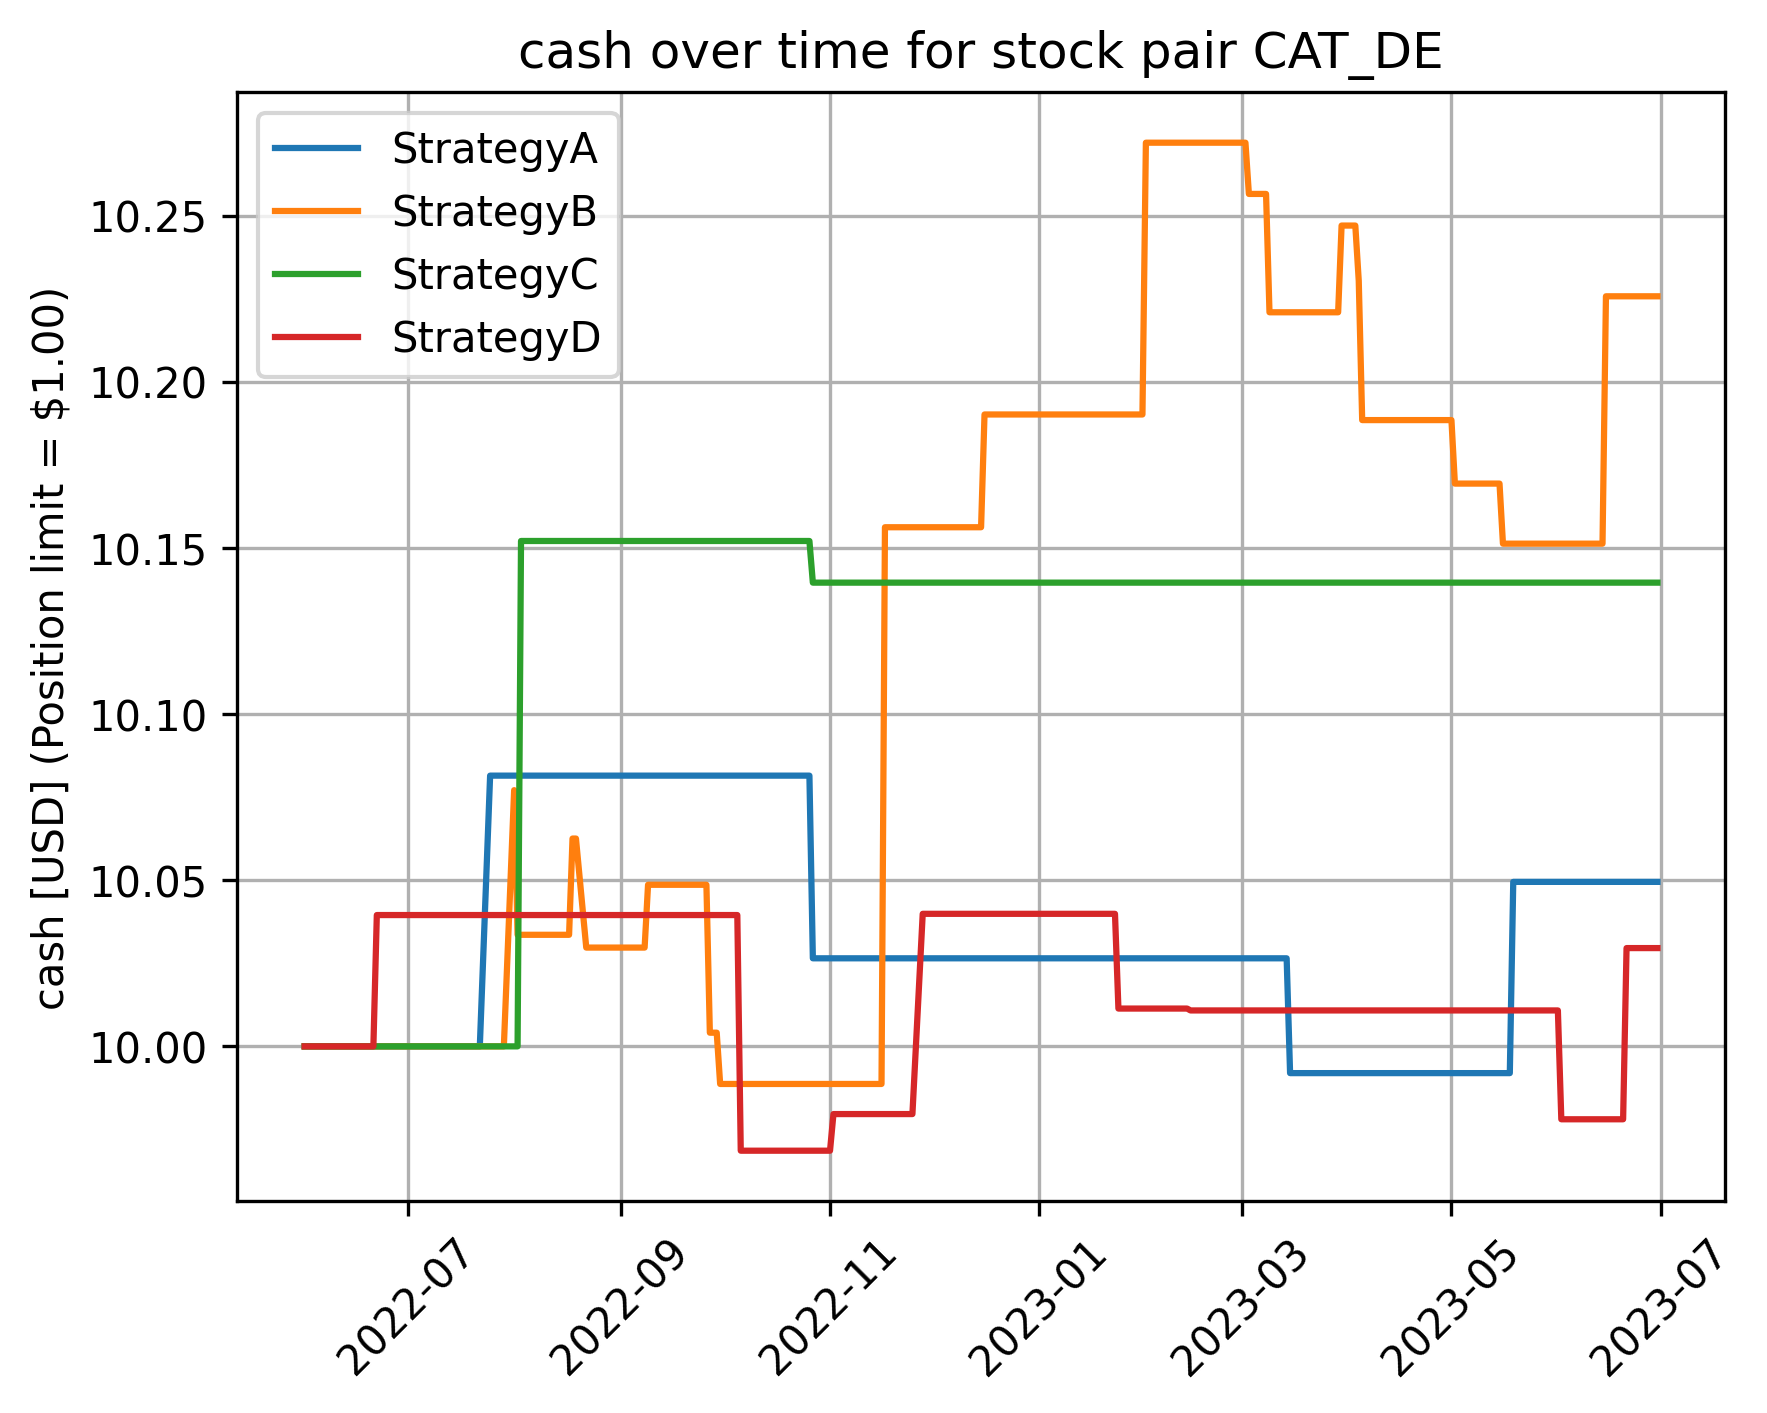 cash over time for stock pair CAT_DE
StrategyA
StrategyB
StrategyC
StrategyD
cash [USD] (Position limit = $1.00)
10.25
10.20
10.15
10.10
10.05
10.00
2022-07
2022-09
2022-11
2023-01
2023-03
2023-05
2023-07